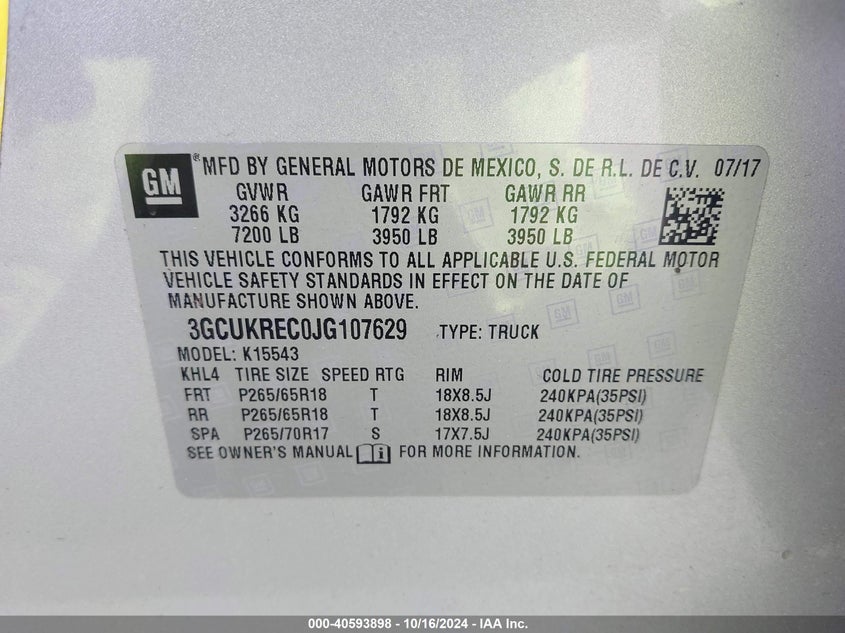 GM ® MFD BY GENERAL MOTORS DE MEXICO, S. DE R.L. DE C.V. 07/17
GVWR GAWR FRT GAWR RR
3266 KG 1792 KG 1792 KG
7200 LB 3950 LB 3950 LB
THIS VEHICLE CONFORMS TO ALL APPLICABLE U.S. FEDERAL MOTOR
VEHICLE SAFETY STANDARDS IN EFFECT ON THE DATE OF
MANUFACTURE SHOWN ABOVE.
3GCUKREC0JG107629 TYPE: TRUCK
MODEL: K15543
KHL4 TIRE SIZE SPEED RTG RIM COLD TIRE PRESSURE
FRT P265/65R18 T 18X8.5J 240KPA(35PSI)
RR P265/65R18 T 18X8.5J 240KPA(35PSI)
SPA P265/70R17 S 17X7.5J 240KPA(35PSI)
SEE OWNER'S MANUAL i FOR MORE INFORMATION.
000-40593898 - 10/16/2024 - IAA Inc.